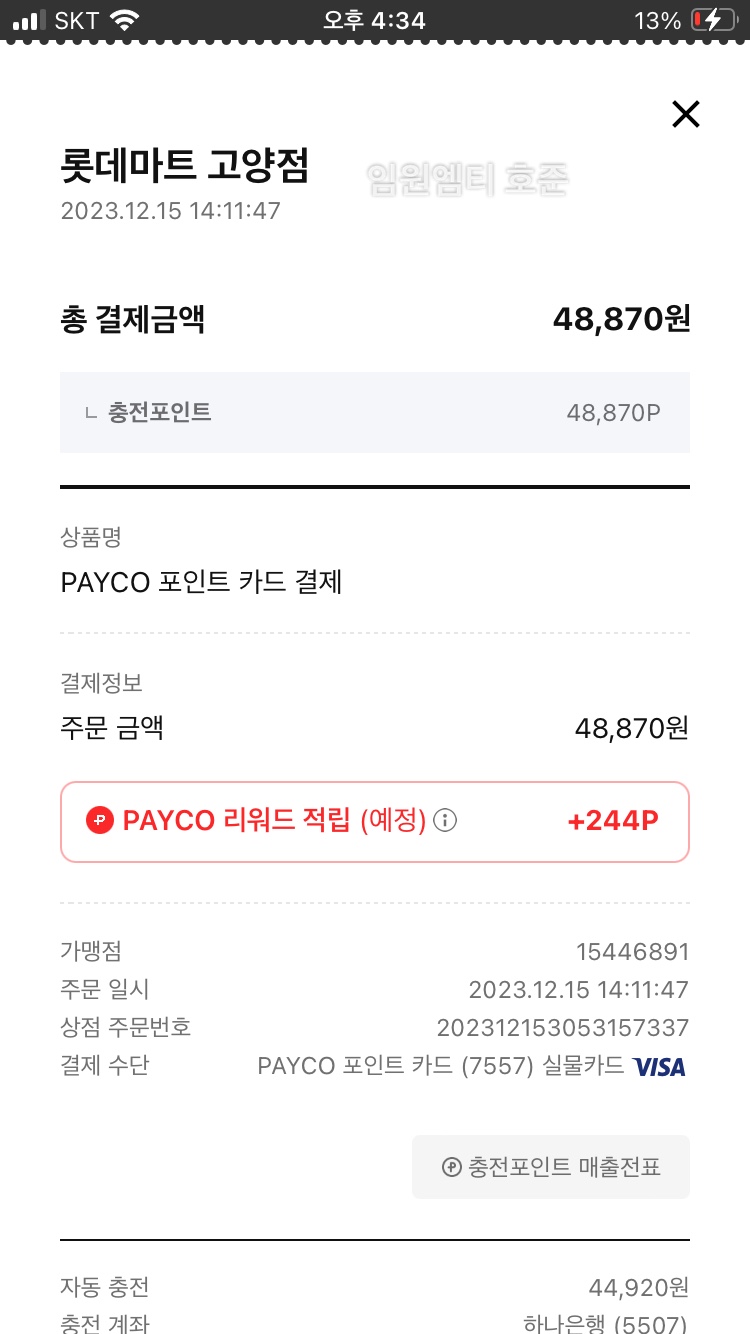 SKT 오후 4:34 13%
롯데마트 고양점 임원엠티 호준
2023.12.15 14:11:47
총 결제금액 48,870원
ㄴ 충전포인트 48,870P
상품명
PAYCO 포인트 카드 결제
결제정보
주문 금액 48,870원
PAYCO 리워드 적립 (예정) +244P
가맹점 15446891
주문 일시 2023.12.15 14:11:47
상점 주문번호 202312153053157337
결제 수단 PAYCO 포인트 카드 (7557) 실물카드 VISA
충전포인트 매출전표
자동 충전 44,920원
충전 계좌 하나은행 (5507)